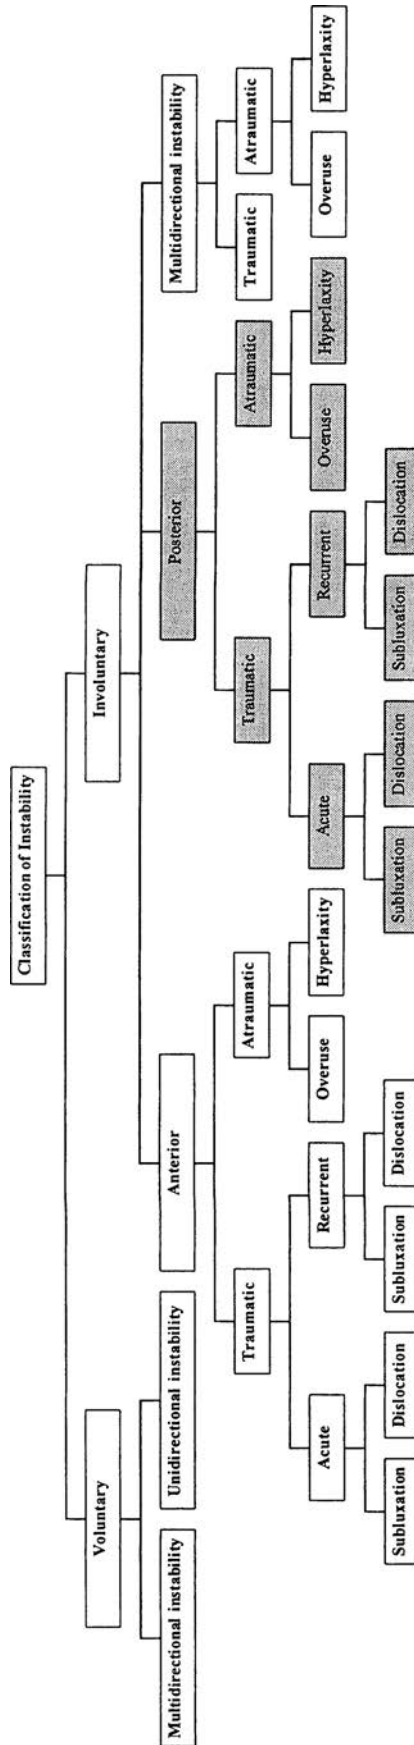 Classification of Instability
Voluntary
Involuntary
Multidirectional instability
Unidirectional instability
Anterior
Posterior
Multidirectional instability
Traumatic
Atraumatic
Traumatic
Atraumatic
Traumatic
Atraumatic
Acute
Recurrent
Overuse
Hyperlaxity
Acute
Recurrent
Overuse
Hyperlaxity
Overuse
Hyperlaxity
Subluxation
Dislocation
Subluxation
Dislocation
Subluxation
Dislocation
Subluxation
Dislocation